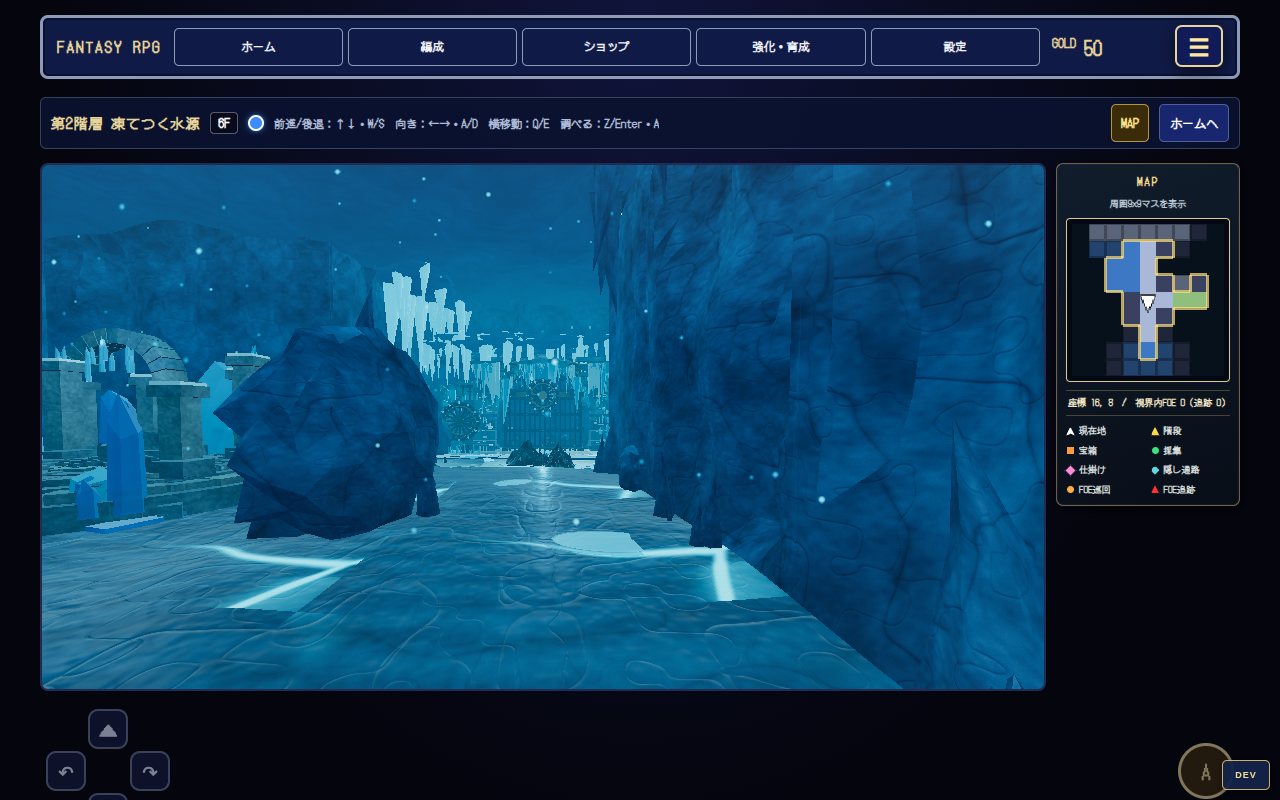 FANTASY RPG
ホーム
編成
ショップ
強化・育成
設定
GOLD 50
第2階層 凍てつく水源
6F
前進/後退：↑↓・W/S 向き：←→・A/D 横移動：Q/E 調べる：Z/Enter・A
MAP
ホームへ
MAP
周囲9x9マスを表示
座標 16, 8 / 視界内FOE 0 (追跡 0)
現在地
階段
宝箱
採集
仕掛け
隠し通路
FOE巡回
FOE追跡
A
DEV